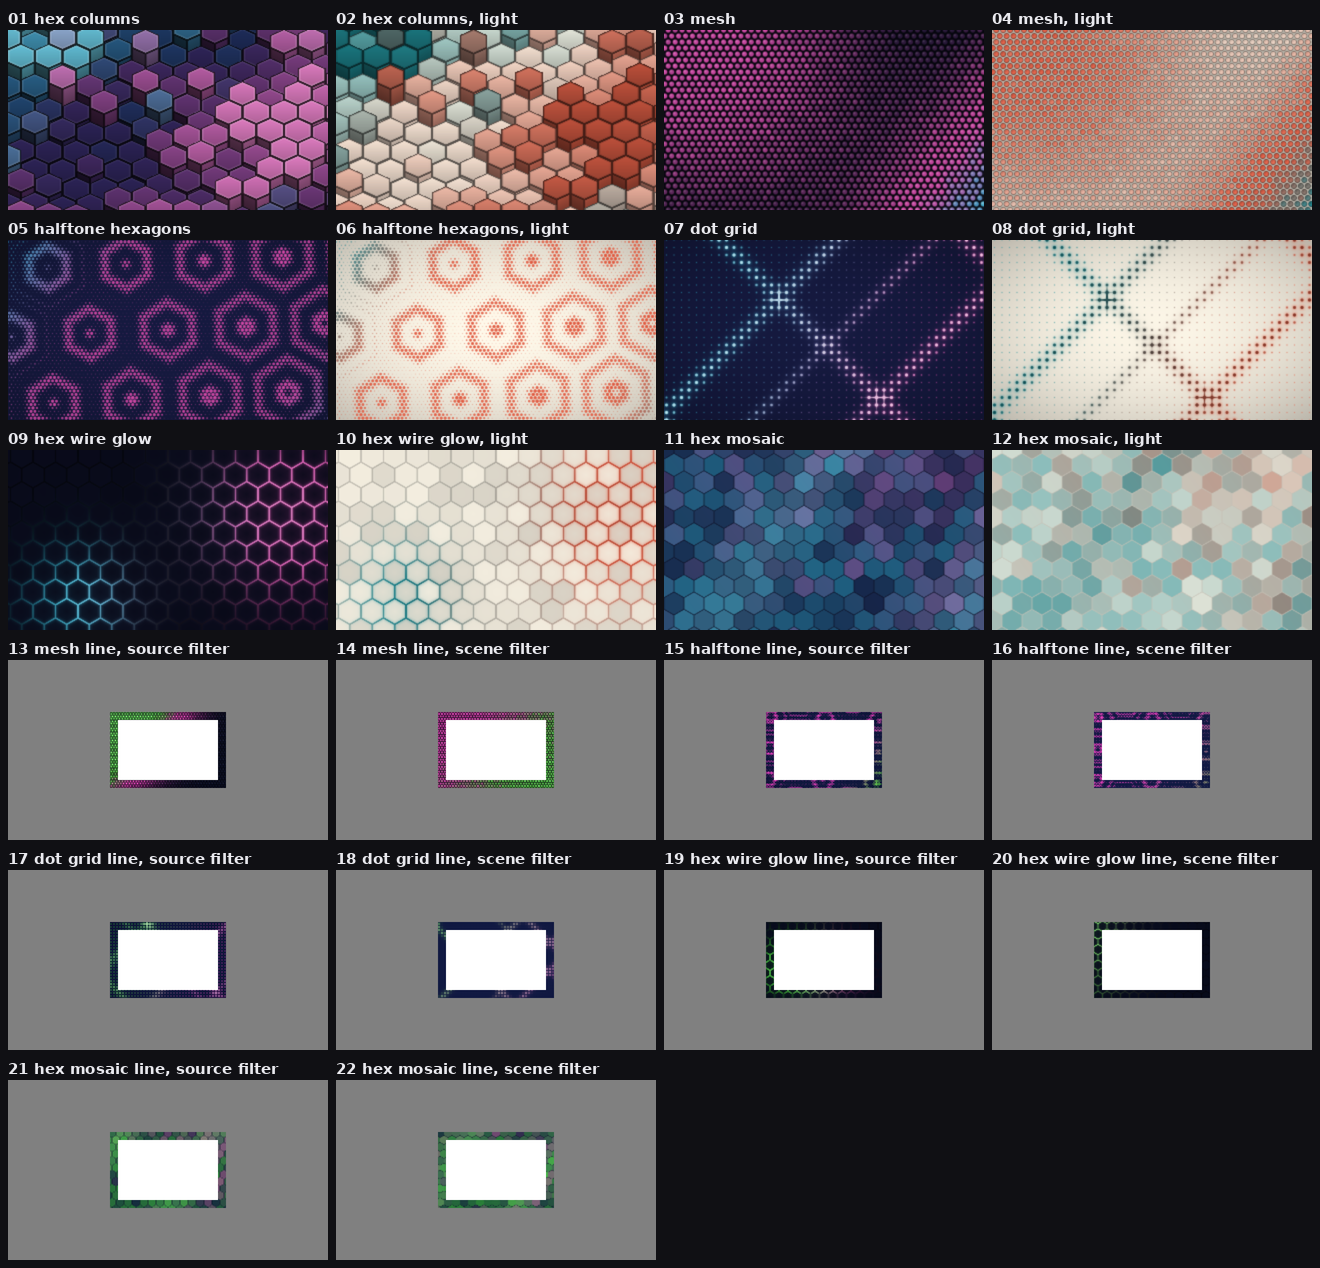 01 hex columns
02 hex columns, light
03 mesh
04 mesh, light
05 halftone hexagons
06 halftone hexagons, light
07 dot grid
08 dot grid, light
09 hex wire glow
10 hex wire glow, light
11 hex mosaic
12 hex mosaic, light
13 mesh line, source filter
14 mesh line, scene filter
15 halftone line, source filter
16 halftone line, scene filter
17 dot grid line, source filter
18 dot grid line, scene filter
19 hex wire glow line, source filter
20 hex wire glow line, scene filter
21 hex mosaic line, source filter
22 hex mosaic line, scene filter